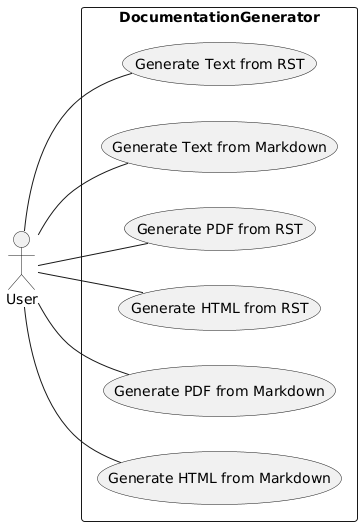 DocumentationGenerator
Generate Text from RST
Generate Text from Markdown
Generate PDF from RST
User
Generate HTML from RST
Generate PDF from Markdown
Generate HTML from Markdown